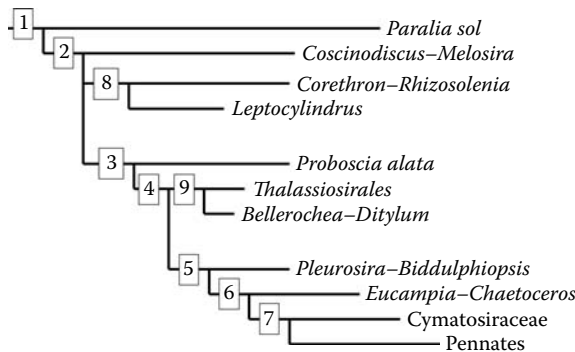 1 Paralia sol
2 Coscinodiscus–Melosira
8 Corethron–Rhizosolenia
Leptocylindrus
3 Proboscia alata
4 9 Thalassiosirales
Bellerochea–Ditylum
5 Pleurosira–Biddulphiopsis
6 Eucampia–Chaetoceros
7 Cymatosiraceae
Pennates